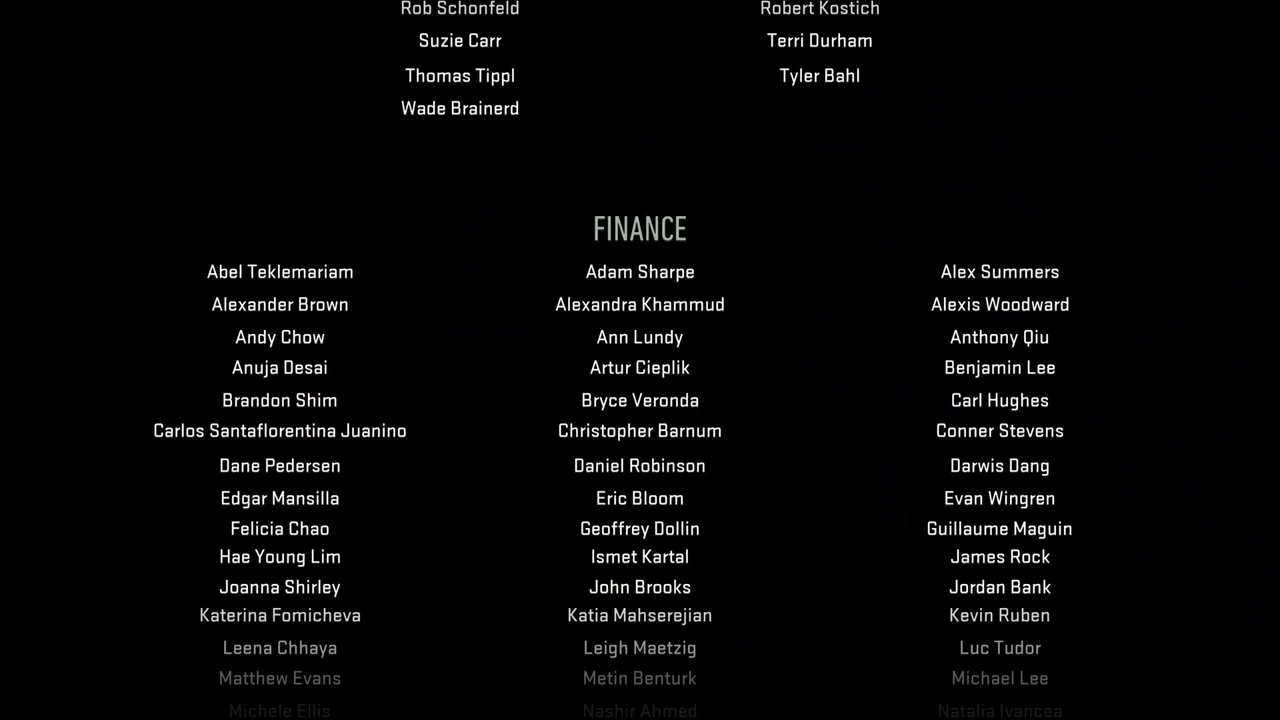 Rob Schonfeld Robert Kostich
Suzie Carr Terri Durham
Thomas Tippl Tyler Bahl
Wade Brainerd
FINANCE
Abel Teklemariam Adam Sharpe Alex Summers
Alexander Brown Alexandra Khammud Alexis Woodward
Andy Chow Ann Lundy Anthony Qiu
Anuja Desai Artur Cieplik Benjamin Lee
Brandon Shim Bryce Veronda Carl Hughes
Carlos Santaflorentina Juanino Christopher Barnum Conner Stevens
Dane Pedersen Daniel Robinson Darwis Dang
Edgar Mansilla Eric Bloom Evan Wingren
Felicia Chao Geoffrey Dollin Guillaume Maguin
Hae Young Lim Ismet Kartal James Rock
Joanna Shirley John Brooks Jordan Bank
Katerina Fomicheva Katia Mahserejian Kevin Ruben
Leena Chhaya Leigh Maetzig Luc Tudor
Matthew Evans Metin Benturk Michael Lee
Michele Ellis Nashir Ahmed Natalia Ivancea